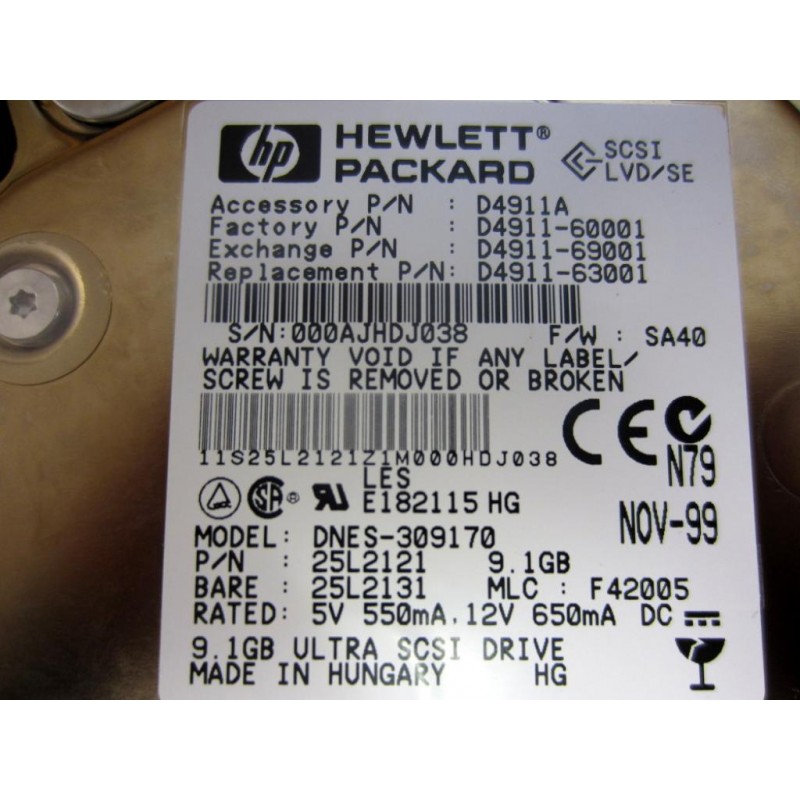 hp HEWLETT® PACKARD
SCSI LVD/SE
Accessory P/N : D4911A
Factory P/N : D4911-60001
Exchange P/N : D4911-69001
Replacement P/N: D4911-63001
S/N:000AJHDJ038 F/W : SA40
WARRANTY VOID IF ANY LABEL/
SCREW IS REMOVED OR BROKEN
11S25L2121Z1M000HDJ038
CE
N79
LES
E182115 HG
NOV-99
MODEL: DNES-309170
P/N : 25L2121 9.1GB
BARE : 25L2131 MLC : F42005
RATED: 5V 550mA.12V 650mA DC
9.1GB ULTRA SCSI DRIVE
MADE IN HUNGARY HG